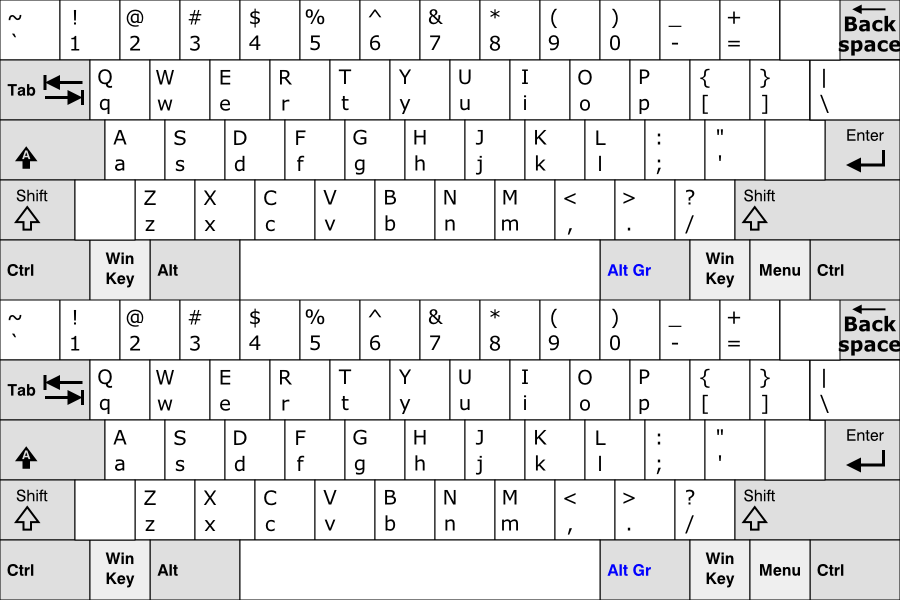 ~ ! @ # $ % ^ & * ( ) _ + Back
` 1 2 3 4 5 6 7 8 9 0 - = space
Tab Q W E R T Y U I O P { } |
q w e r t y u i o p [ ] \
A A S D F G H J K L : " Enter
a s d f g h j k l ; '
Shift Z X C V B N M < > ? Shift
z x c v b n m , . /
Ctrl Win Key Alt Alt Gr Win Key Menu Ctrl
~ ! @ # $ % ^ & * ( ) _ + Back
` 1 2 3 4 5 6 7 8 9 0 - = space
Tab Q W E R T Y U I O P { } |
q w e r t y u i o p [ ] \
A A S D F G H J K L : " Enter
a s d f g h j k l ; '
Shift Z X C V B N M < > ? Shift
z x c v b n m , . /
Ctrl Win Key Alt Alt Gr Win Key Menu Ctrl